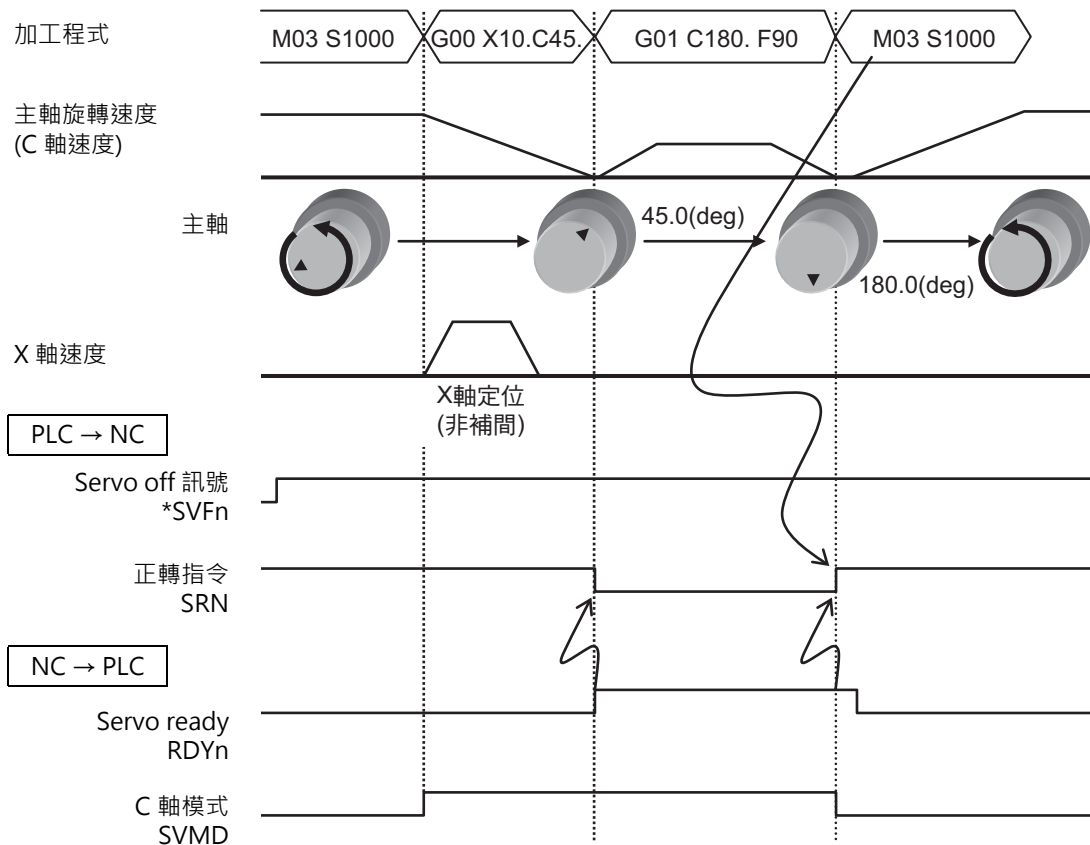 加工程式
M03 S1000
G00 X10.C45.
G01 C180. F90
M03 S1000
主軸旋轉速度
(C 軸速度)
主軸
45.0(deg)
180.0(deg)
X 軸速度
X軸定位
(非補間)
PLC → NC
Servo off 訊號
*SVFn
正轉指令
SRN
NC → PLC
Servo ready
RDYn
C 軸模式
SVMD